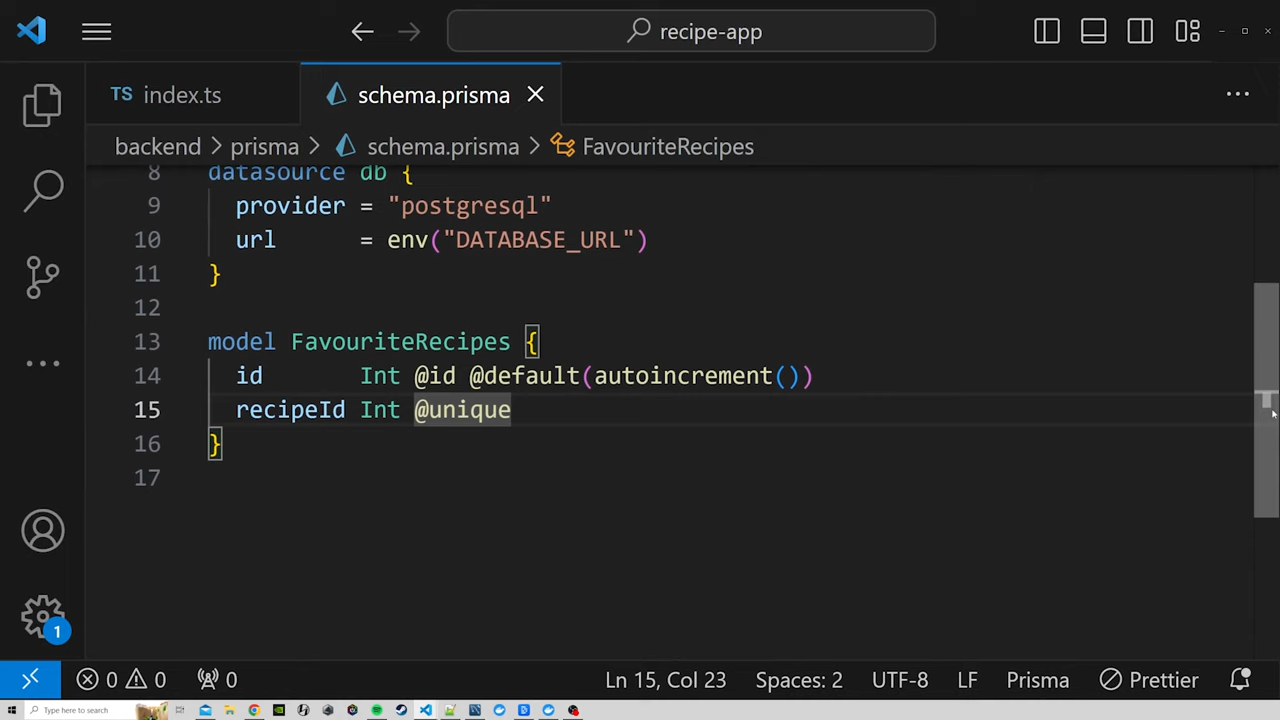 recipe-app
TS index.ts
schema.prisma
backend > prisma > schema.prisma > FavouriteRecipes
8 datasource db {
9 provider = "postgresql"
10 url = env("DATABASE_URL")
11 }
12
13 model FavouriteRecipes {
14 id Int @id @default(autoincrement())
15 recipeId Int @unique
16 }
17
1
0 0 0 Ln 15, Col 23 Spaces: 2 UTF-8 LF Prisma Prettier
Type here to search